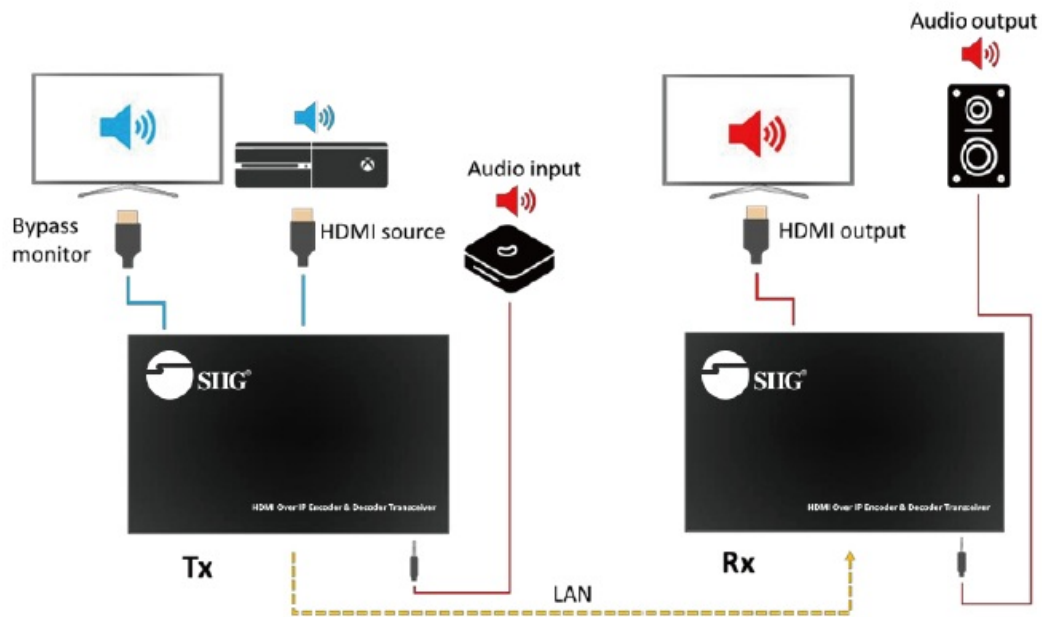 Audio output
Audio input
Bypass
monitor
HDMI source
HDMI output
SIIG®
HDMI Over IP Encoder & Decoder Transceiver
SIIG®
HDMI Over IP Encoder & Decoder Transceiver
Tx
Rx
LAN